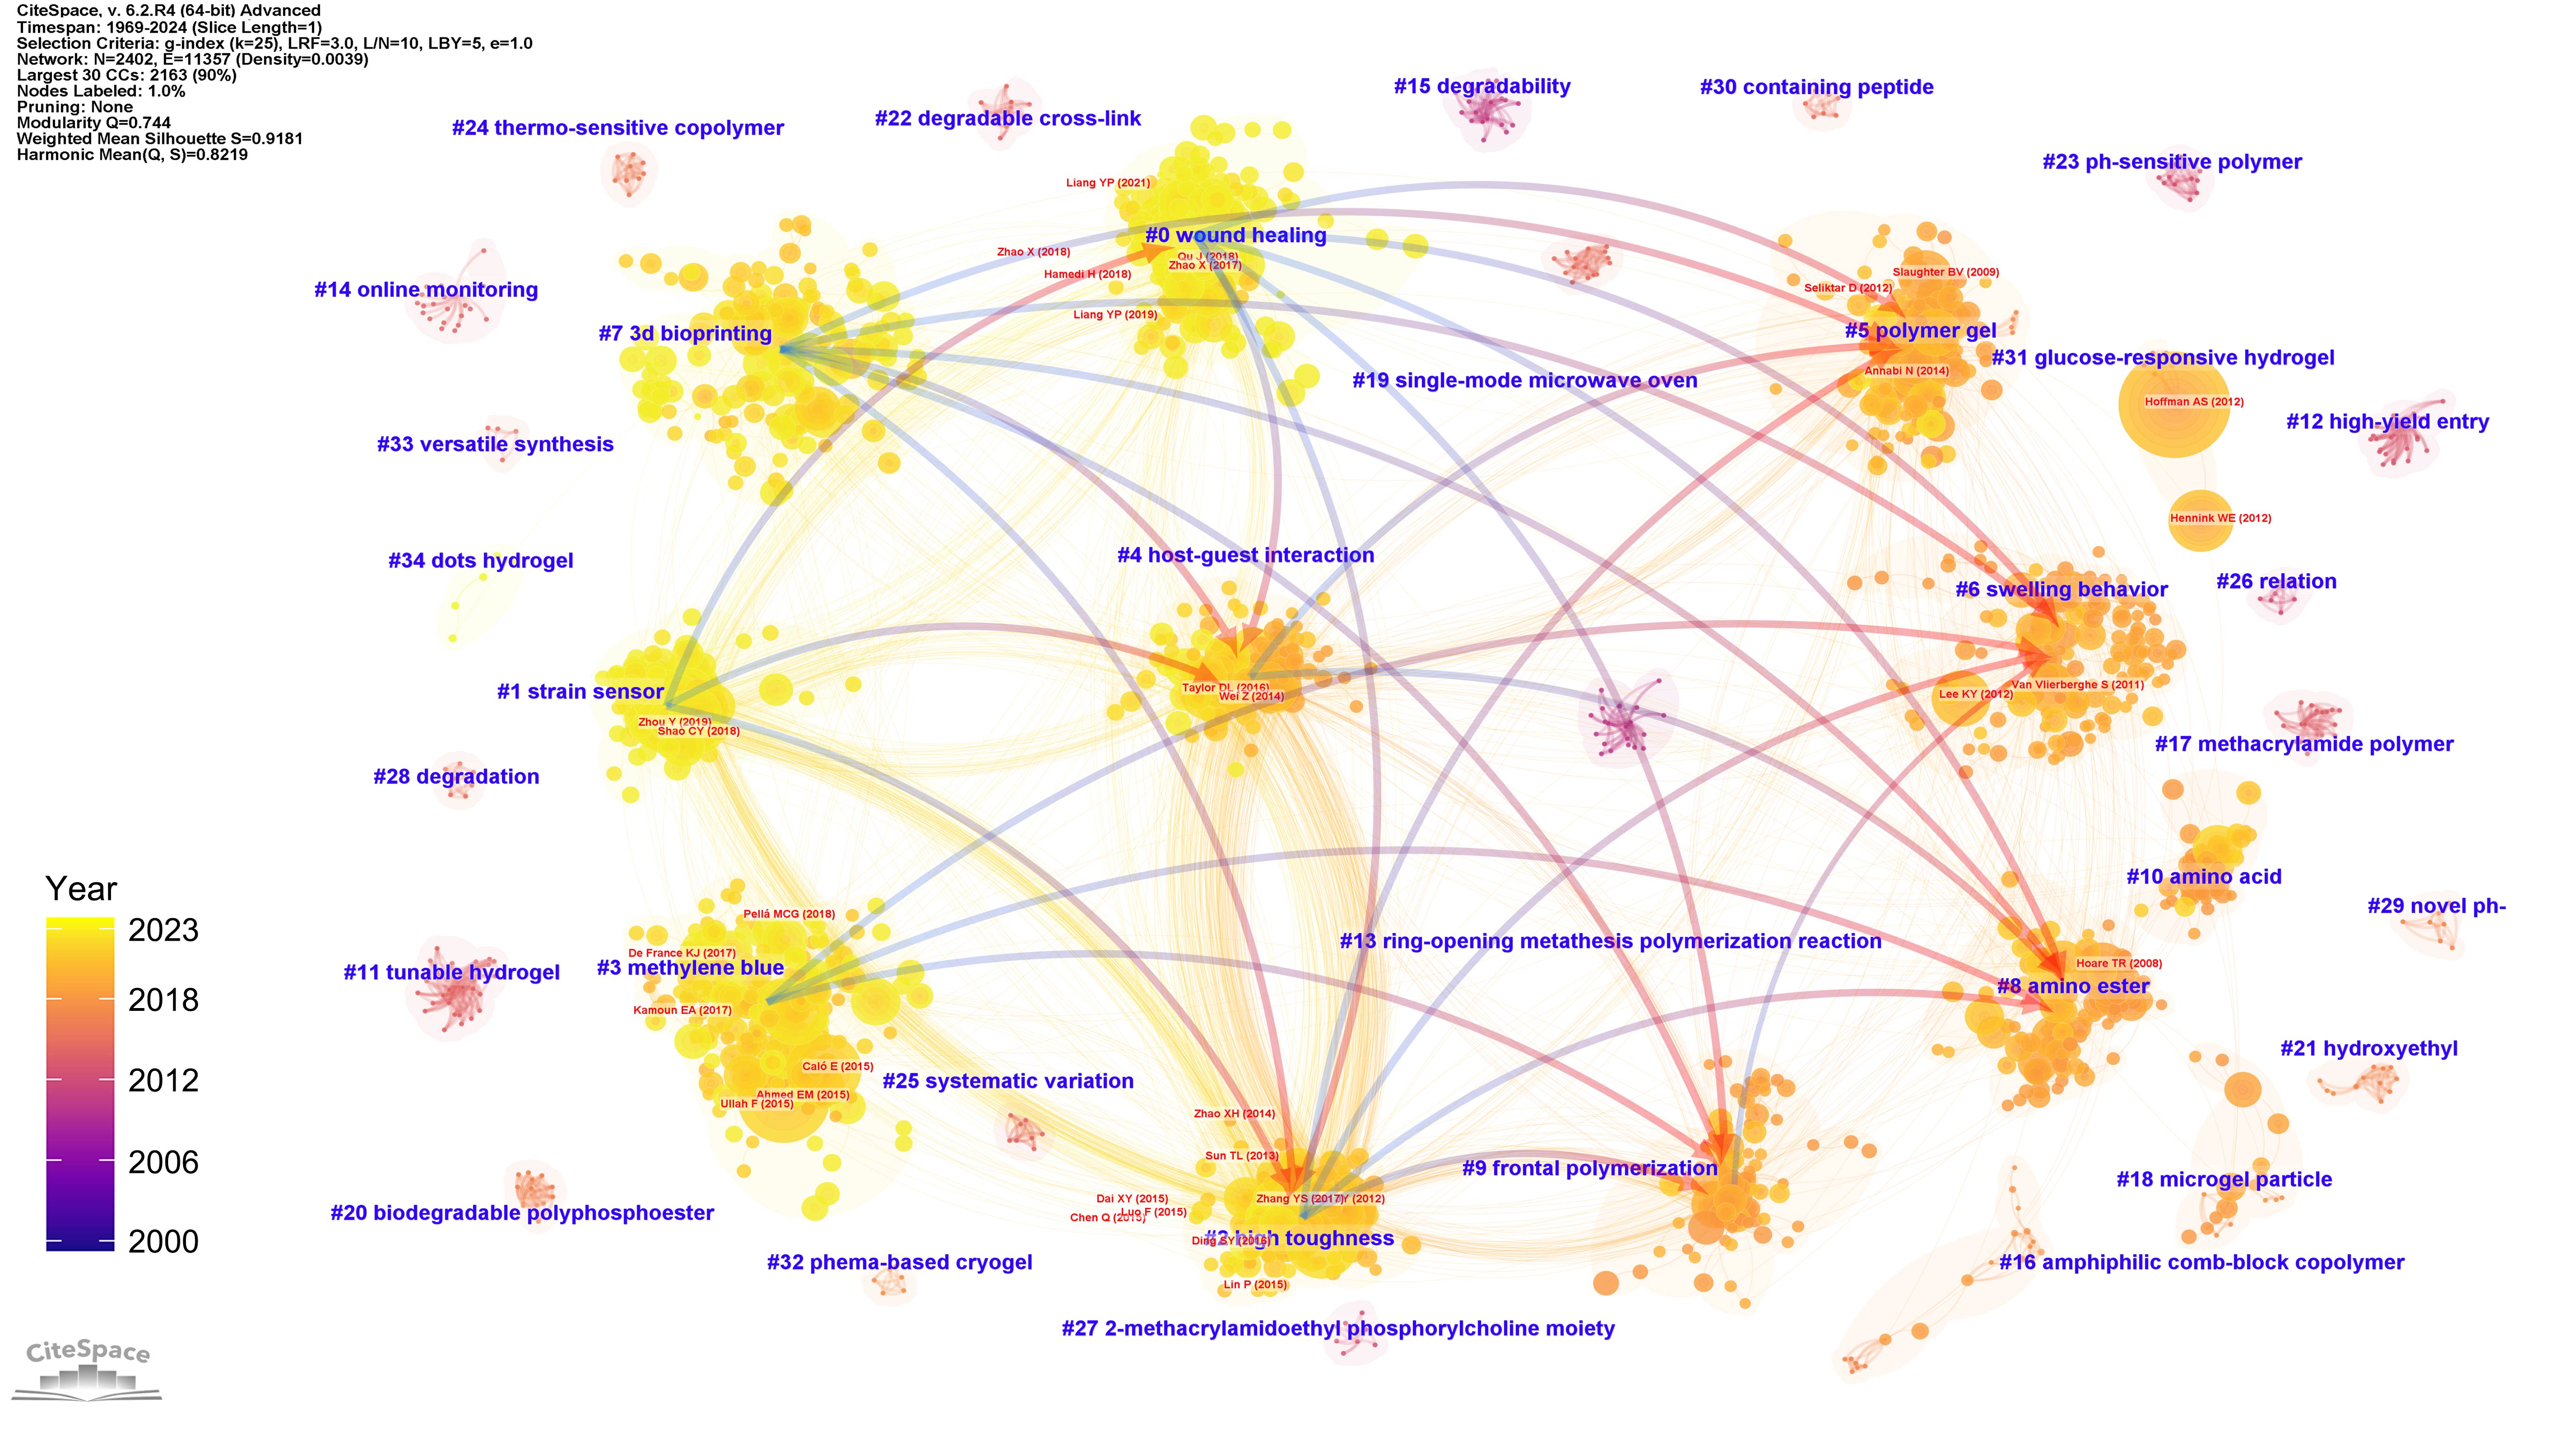 CiteSpace, v. 6.2.R4 (64-bit) Advanced
Timespan: 1969-2024 (Slice Length=1)
Selection Criteria: g-index (k=25), LRF=3.0, L/N=10, LBY=5, e=1.0
Network: N=2402, E=11357 (Density=0.0039)
Largest 30 CCs: 2163 (90%)
Nodes Labeled: 1.0%
Pruning: None
Modularity Q=0.744
Weighted Mean Silhouette S=0.9181
Harmonic Mean(Q, S)=0.8219
#15 degradability
#30 containing peptide
#22 degradable cross-link
#24 thermo-sensitive copolymer
#23 ph-sensitive polymer
Liang YP (2021)
#0 wound healing
Zhao X (2018)
Qu J (2018)
Zhao X (2017)
Hamedi H (2018)
Slaughter BV (2009)
Seliktar D (2012)
#14 online monitoring
Liang YP (2019)
#7 3d bioprinting
#5 polymer gel
#31 glucose-responsive hydrogel
Annabi N (2014)
#19 single-mode microwave oven
Hoffman AS (2012)
#12 high-yield entry
#33 versatile synthesis
Hennink WE (2012)
#4 host-guest interaction
#34 dots hydrogel
#26 relation
#6 swelling behavior
Taylor DL (2016)
Wei Z (2014)
Van Vlierberghe S (2011)
Lee KY (2012)
#1 strain sensor
Zhou Y (2019)
Shao CY (2018)
#17 methacrylamide polymer
#28 degradation
#10 amino acid
Year
2023
2018
2012
2006
2000
#29 novel ph-
Pellá MCG (2018)
#13 ring-opening metathesis polymerization reaction
De France KJ (2017)
#3 methylene blue
#11 tunable hydrogel
Hoare TR (2008)
#8 amino ester
Kamoun EA (2017)
#21 hydroxyethyl
Caló E (2015)
#25 systematic variation
Ahmed EM (2015)
Ullah F (2015)
Zhao XH (2014)
Sun TL (2013)
#9 frontal polymerization
#18 microgel particle
Dai XY (2015)
Zhang YS (2017)
(2012)
Luo F (2015)
Chen Q (2015)
#20 biodegradable polyphosphoester
#2 high toughness
Ding SY (2016)
#32 phema-based cryogel
#16 amphiphilic comb-block copolymer
Lin P (2015)
#27 2-methacrylamidoethyl phosphorylcholine moiety
CiteSpace